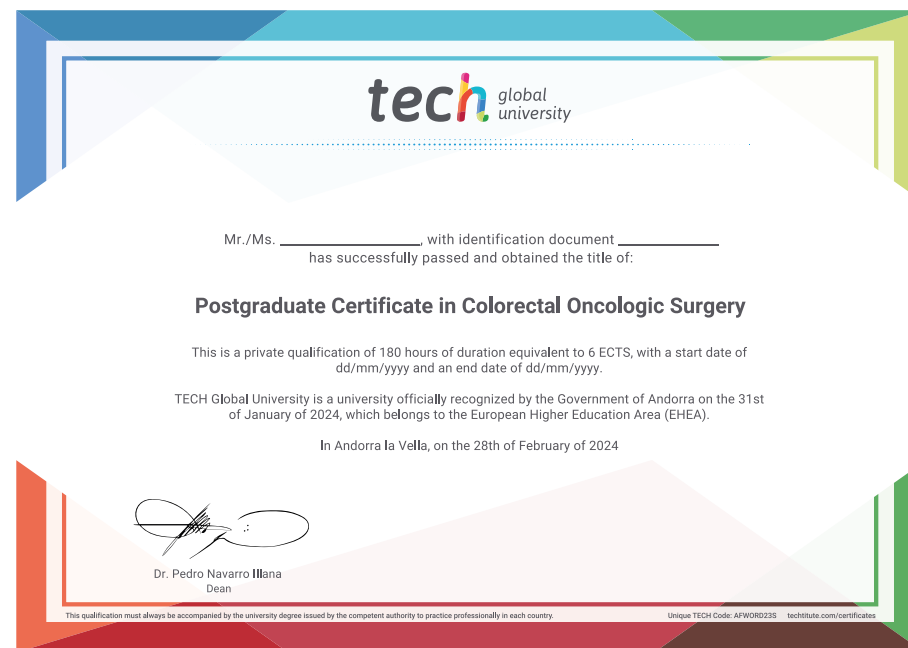 tech global
university
Mr./Ms. ____________________, with identification document ______________
has successfully passed and obtained the title of:
Postgraduate Certificate in Colorectal Oncologic Surgery
This is a private qualification of 180 hours of duration equivalent to 6 ECTS, with a start date of
dd/mm/yyyy and an end date of dd/mm/yyyy.
TECH Global University is a university officially recognized by the Government of Andorra on the 31st
of January of 2024, which belongs to the European Higher Education Area (EHEA).
In Andorra la Vella, on the 28th of February of 2024
Dr. Pedro Navarro Illana
Dean
This qualification must always be accompanied by the university degree issued by the competent authority to practice professionally in each country. Unique TECH Code: AFWORD23S techtitute.com/certificates